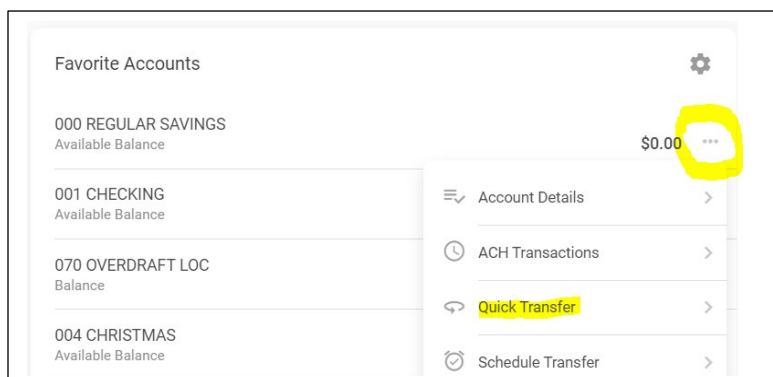 Favorite Accounts
000 REGULAR SAVINGS
Available Balance
$0.00
001 CHECKING
Available Balance
Account Details
ACH Transactions
070 OVERDRAFT LOC
Balance
Quick Transfer
004 CHRISTMAS
Available Balance
Schedule Transfer